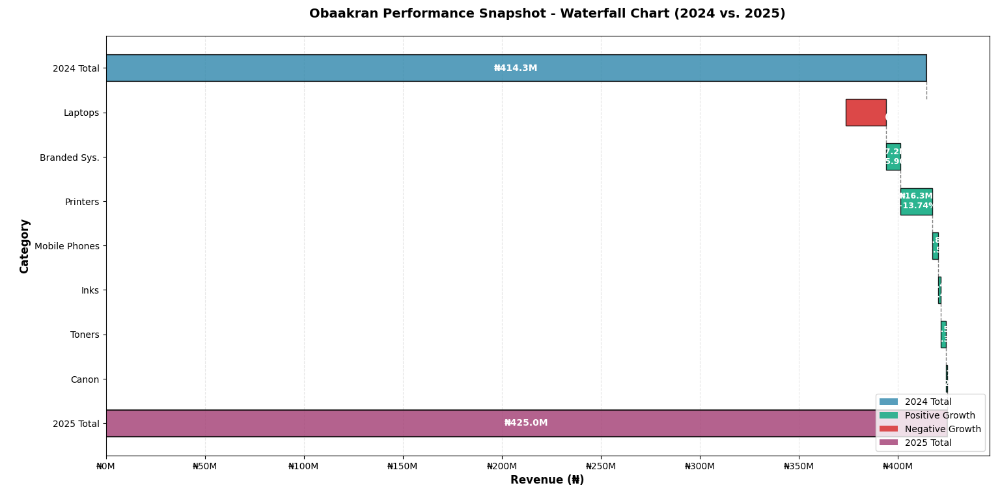 Obaakran Performance Snapshot - Waterfall Chart (2024 vs. 2025)
Category
2024 Total
₦414.3M
Laptops
Branded Sys.
Printers
₦16.3M
13.74%
Mobile Phones
Inks
Toners
Canon
2025 Total
₦425.0M
2024 Total
Positive Growth
Negative Growth
2025 Total
₦0M
₦50M
₦100M
₦150M
₦200M
₦250M
₦300M
₦350M
₦400M
Revenue (₦)